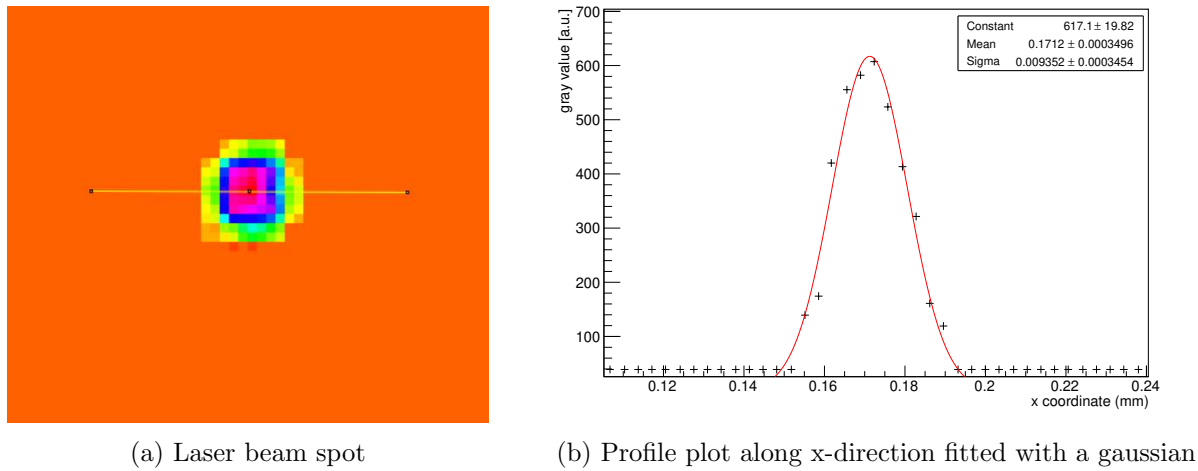 700
600
500
400
300
200
100
gray value [a.u.]
Constant 617.1 ± 19.82
Mean 0.1712 ± 0.0003496
Sigma 0.009352 ± 0.0003454
0.12 0.14 0.16 0.18 0.2 0.22 0.24
x coordinate (mm)
(a) Laser beam spot
(b) Profile plot along x-direction fitted with a gaussian